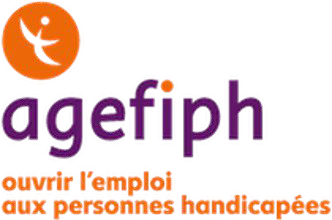 agefiph
ouvrir l'emploi
aux personnes handicapées